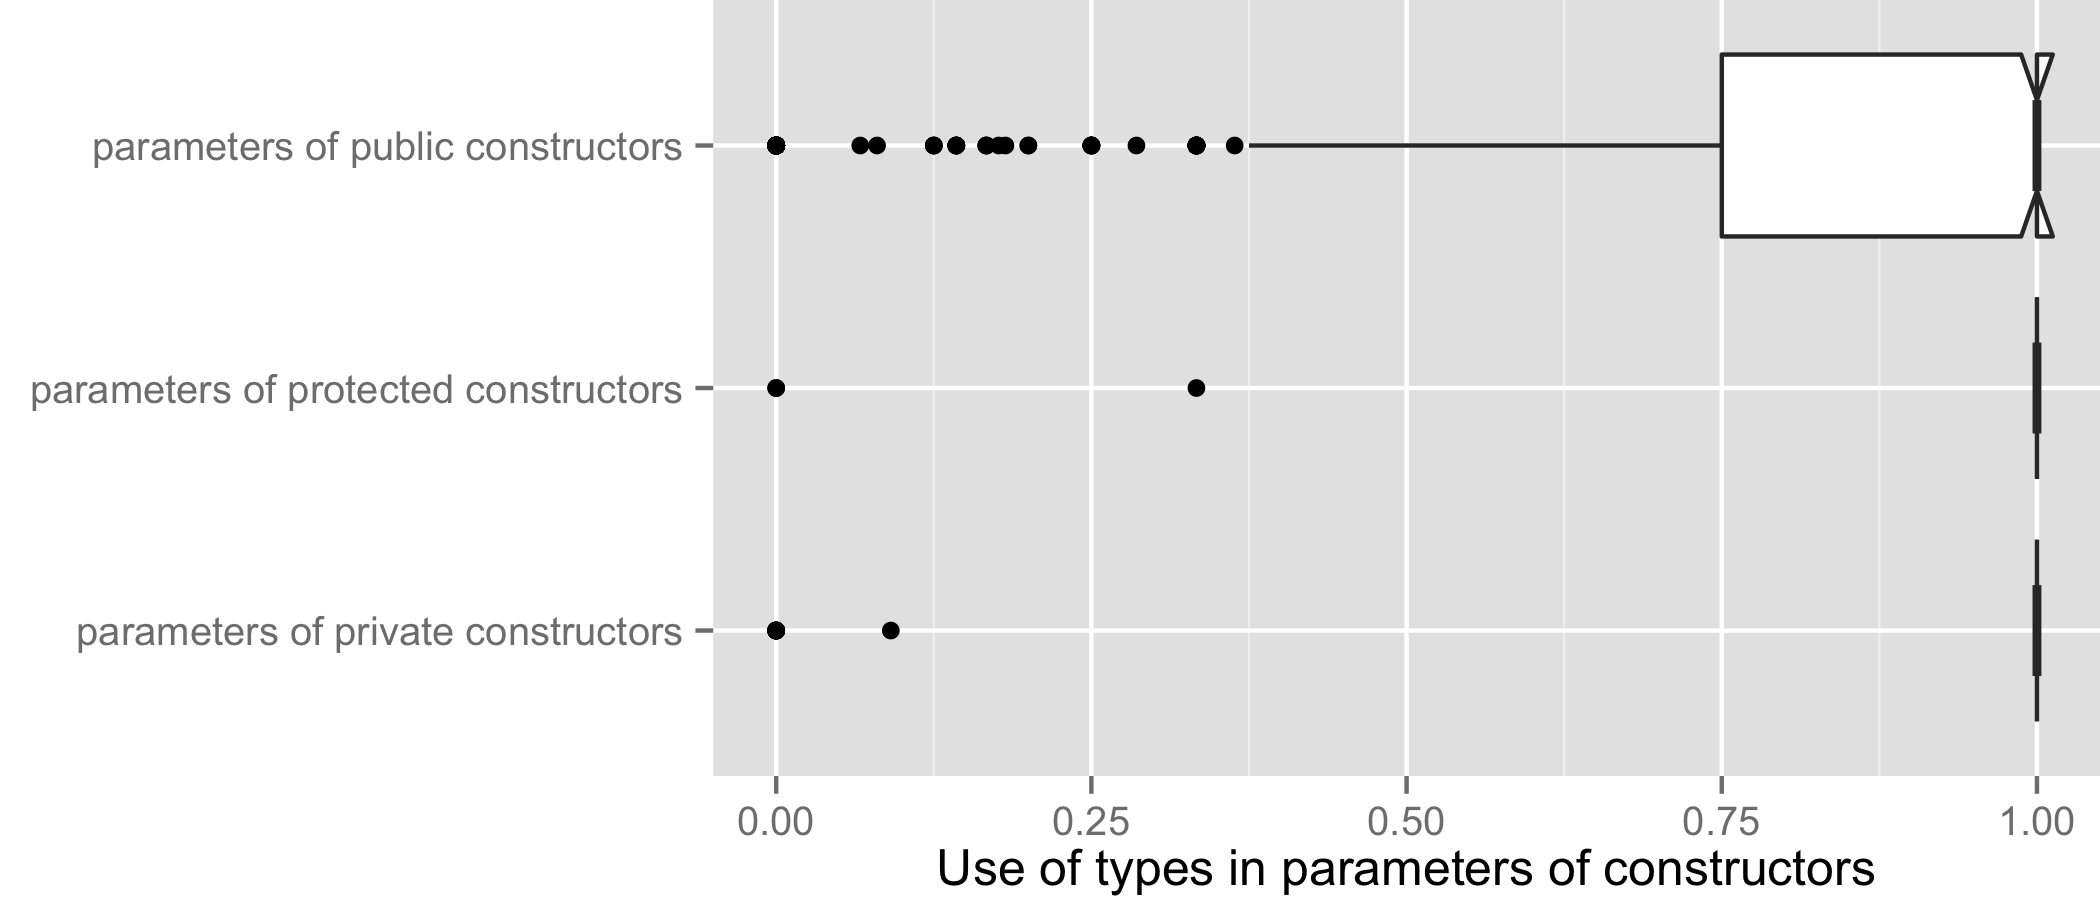 parameters of public constructors
parameters of protected constructors
parameters of private constructors
0.00 0.25 0.50 0.75 1.00
Use of types in parameters of constructors